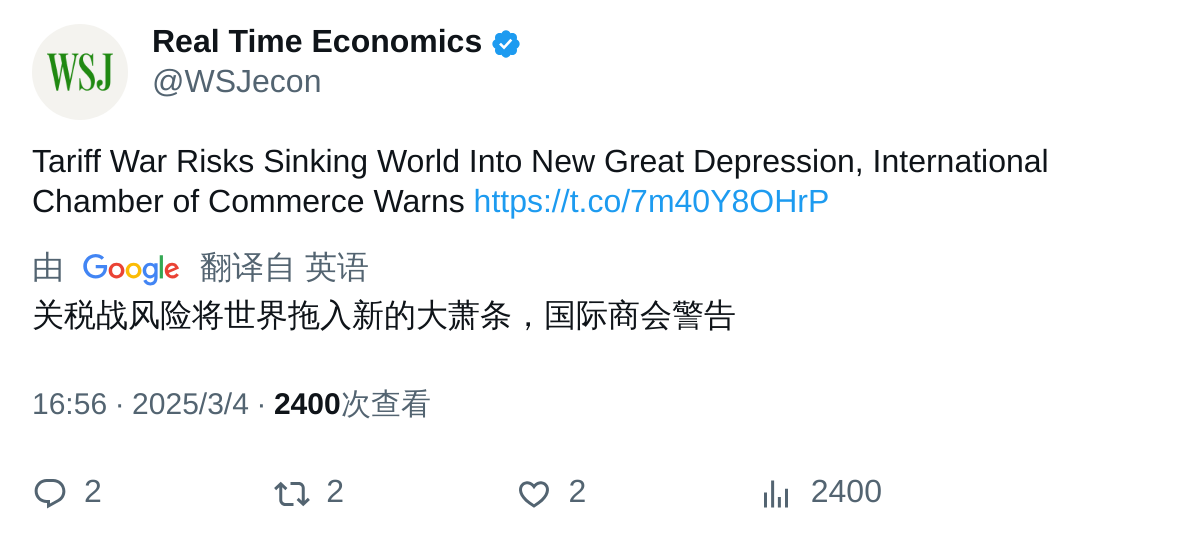 WSJ
Real Time Economics
@WSJecon
Tariff War Risks Sinking World Into New Great Depression, International
Chamber of Commerce Warns https://t.co/7m40Y8OHrP
由 Google 翻译自 英语
关税战风险将世界拖入新的大萧条，国际商会警告
16:56 · 2025/3/4 · 2400次查看
2 2 2 2400